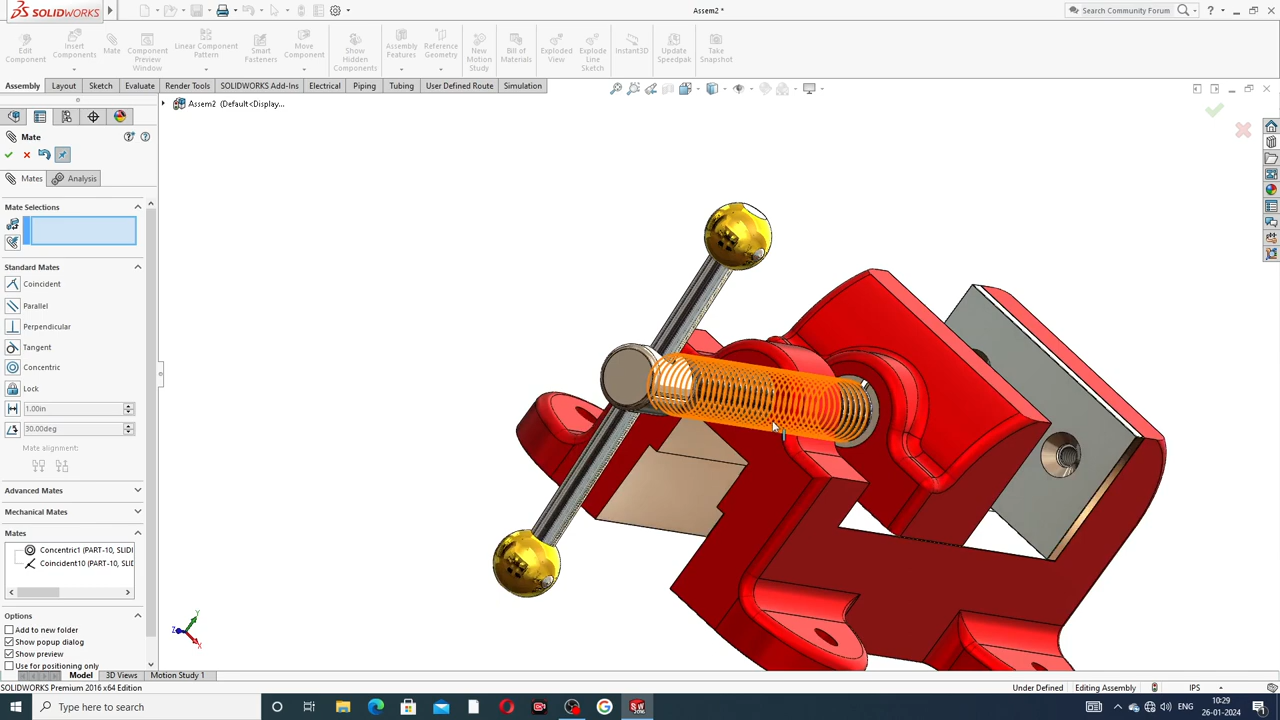 SOLIDWORKS
Assem2 *
Search Community Forum
Edit Component
Insert Components
Mate
Component Preview Window
Linear Component Pattern
Smart Fasteners
Move Component
Show Hidden Components
Assembly Features
Reference Geometry
New Motion Study
Bill of Materials
Exploded View
Explode Line Sketch
Instant3D
Update Speedpak
Take Snapshot
Assembly Layout Sketch Evaluate Render Tools SOLIDWORKS Add-Ins Electrical Piping Tubing User Defined Route Simulation
Assem2 (Default<Display...
Mate
Mates Analysis
Mate Selections
Standard Mates
Coincident
Parallel
Perpendicular
Tangent
Concentric
Lock
1.00in
30.00deg
Mate alignment:
Advanced Mates
Mechanical Mates
Mates
Concentric1 (PART-10, SLIDI
Coincident10 (PART-10, SLID
Options
Add to new folder
Show popup dialog
Show preview
Use for positioning only
Y
Z
X
Model 3D Views Motion Study 1
SOLIDWORKS Premium 2016 x64 Edition
Under Defined Editing Assembly IPS
Type here to search
ENG
10:29
26-01-2024